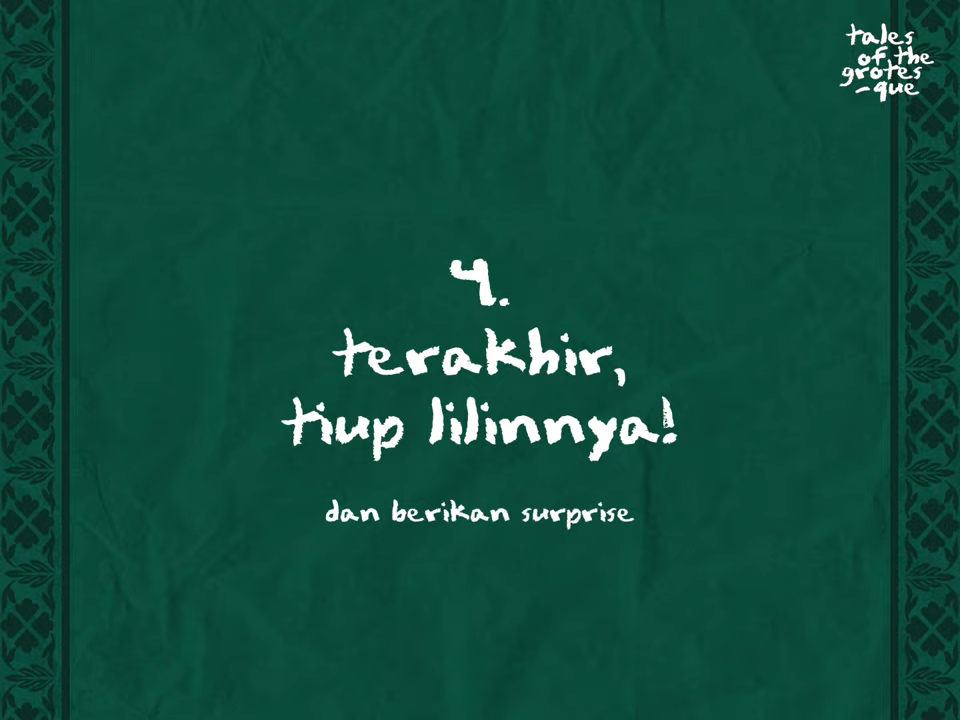 tales
of the
grotes
-que
4.
terakhir,
tiup lilinnya!
dan berikan surprise